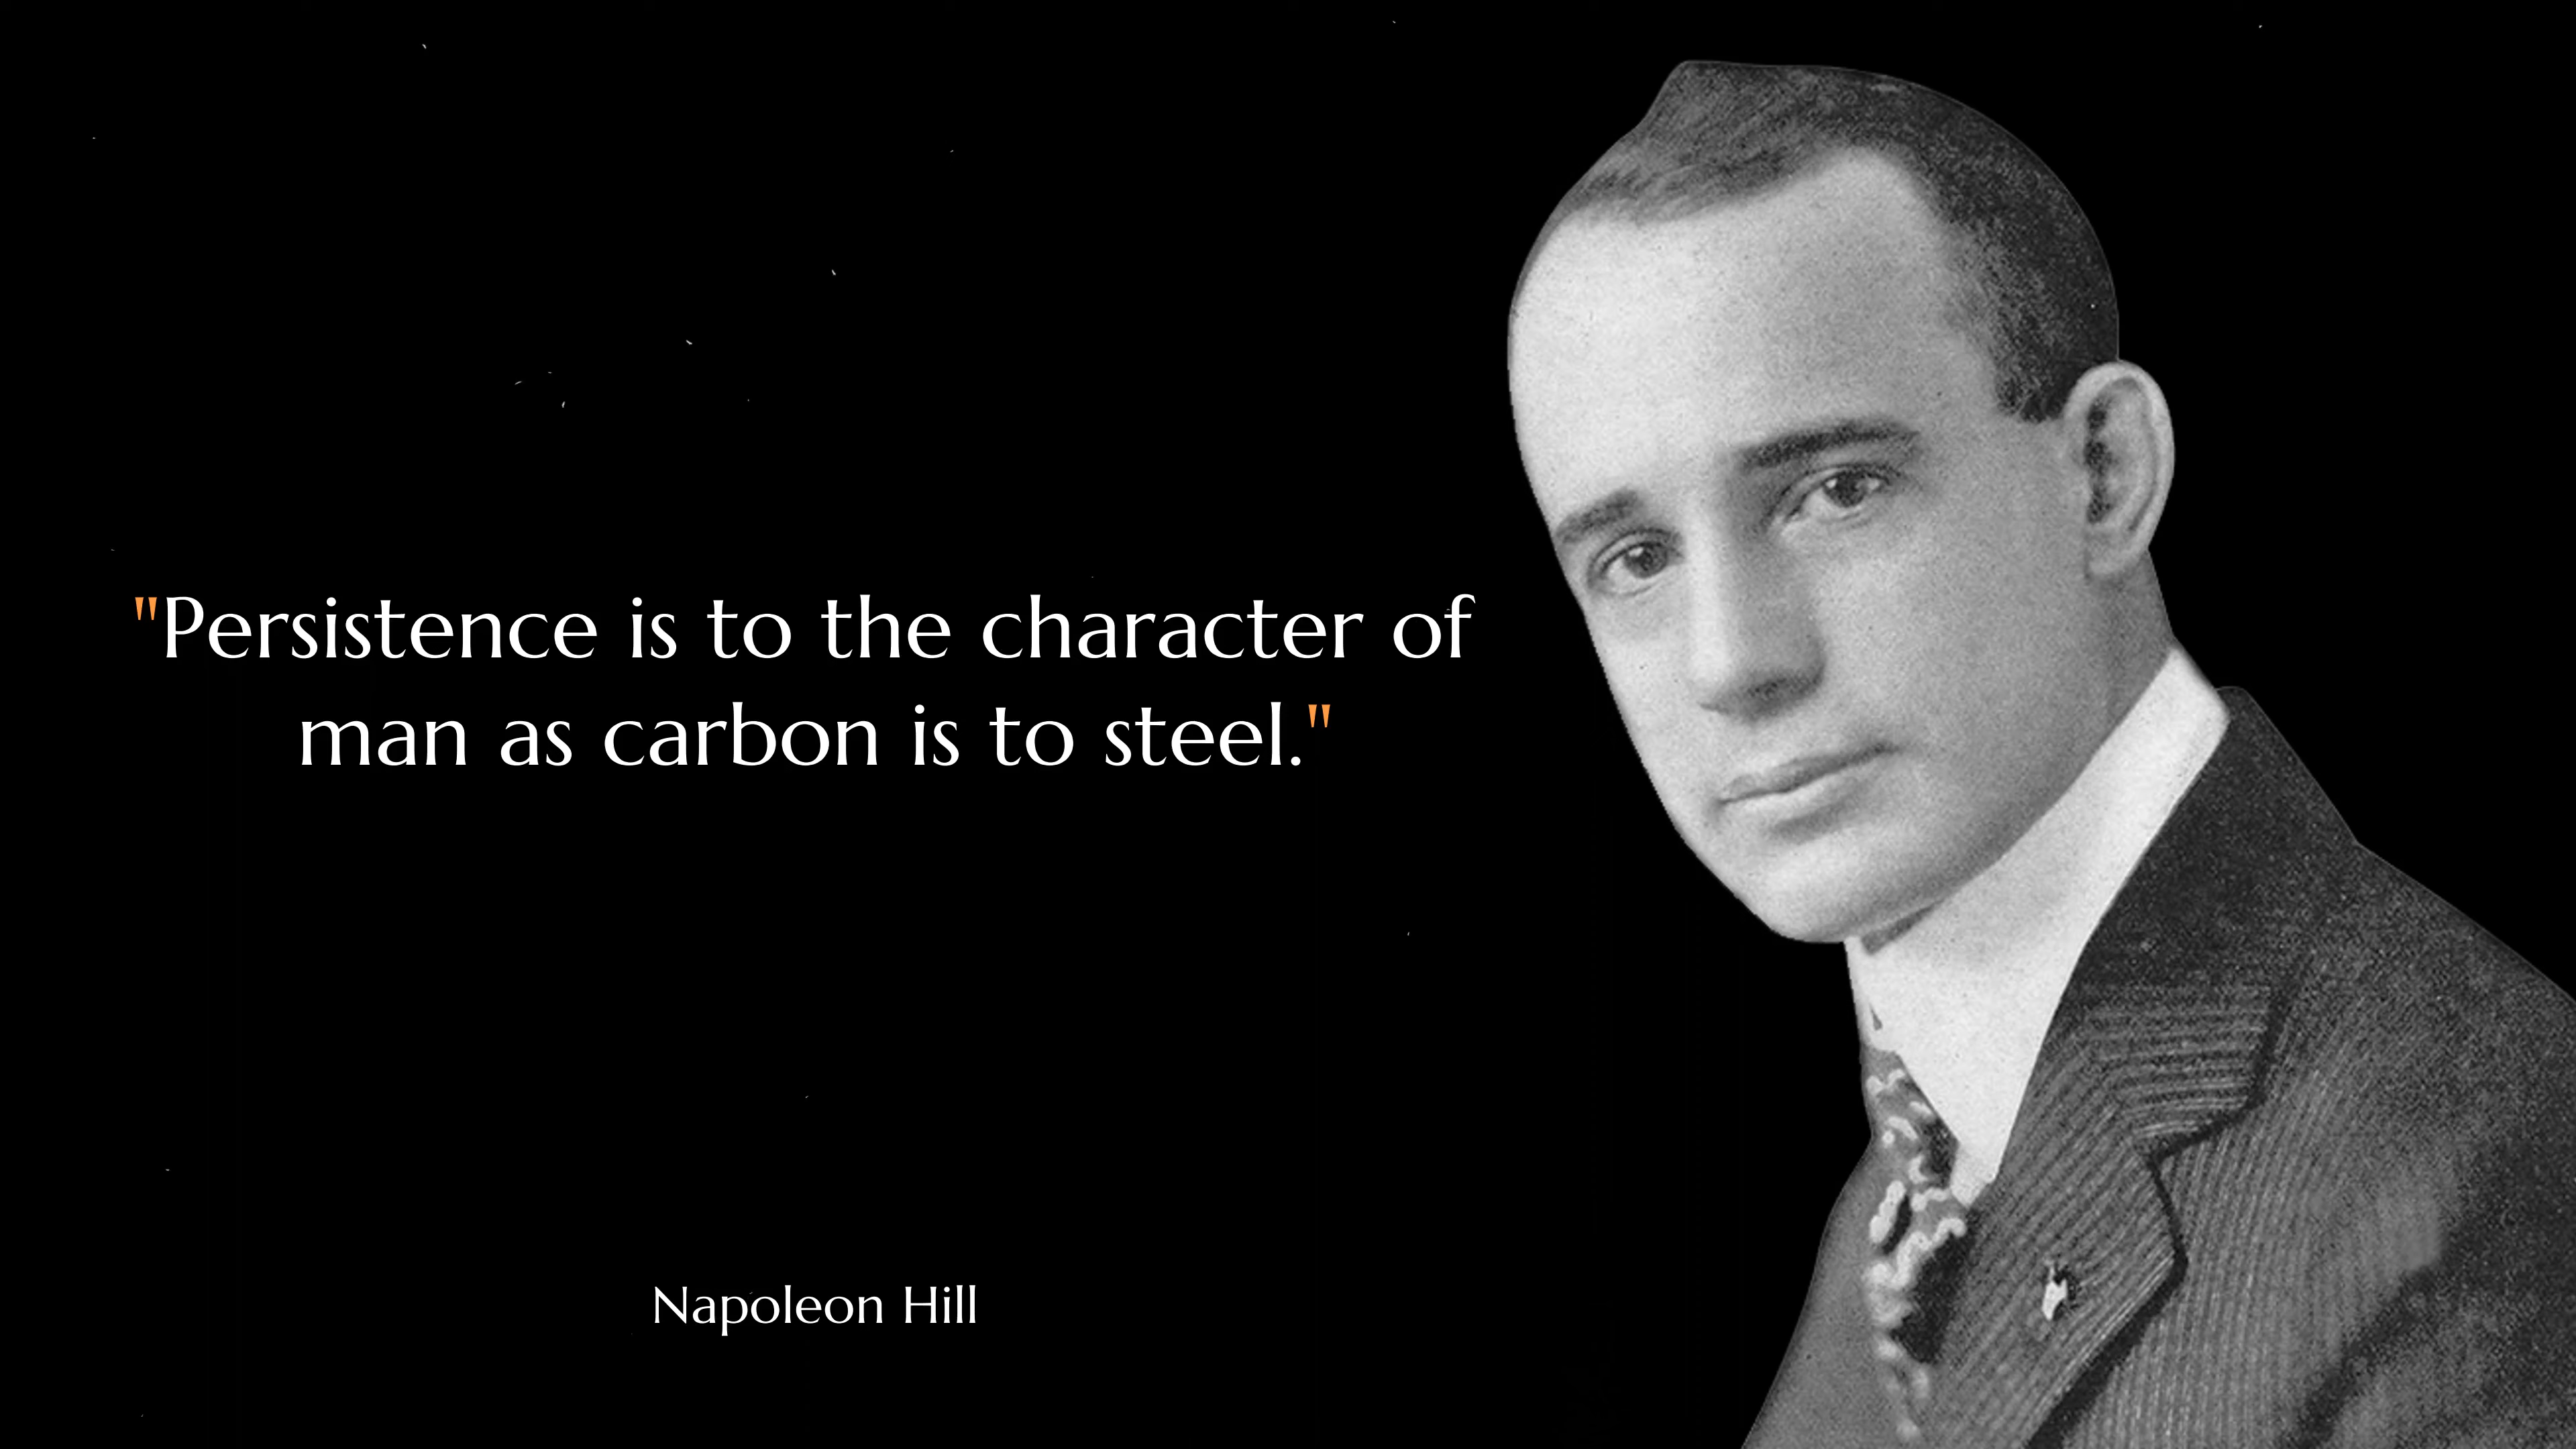 "Persistence is to the character of
man as carbon is to steel."
Napoleon Hill